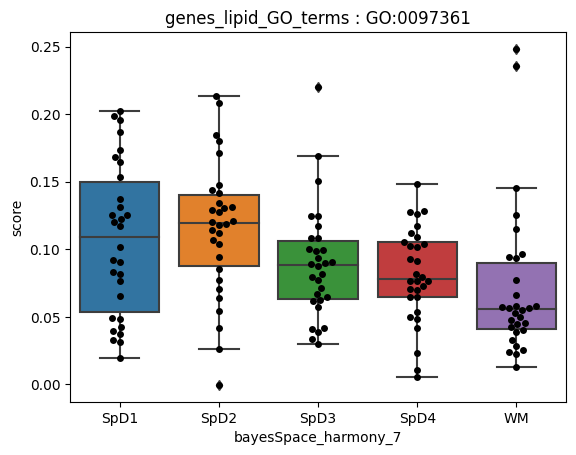 genes_lipid_GO_terms : GO:0097361
0.25
0.20
0.15
0.10
0.05
0.00
score
SpD1 SpD2 SpD3 SpD4 WM
bayesSpace_harmony_7